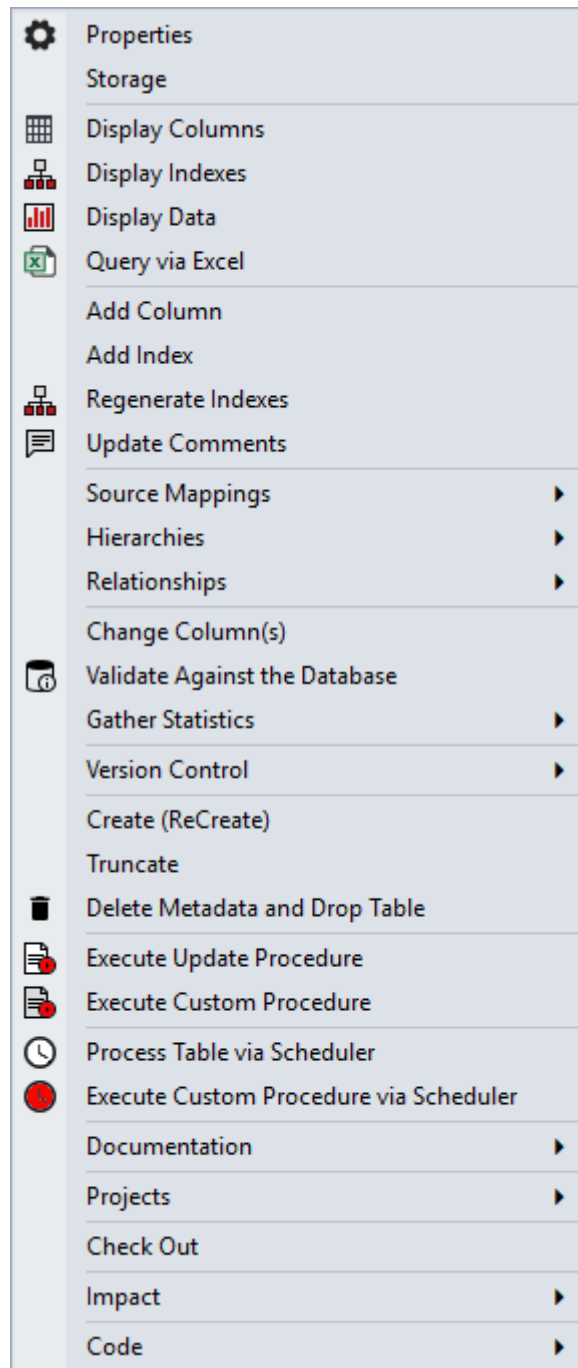 Properties
Storage
Display Columns
Display Indexes
Display Data
Query via Excel
Add Column
Add Index
Regenerate Indexes
Update Comments
Source Mappings
Hierarchies
Relationships
Change Column(s)
Validate Against the Database
Gather Statistics
Version Control
Create (ReCreate)
Truncate
Delete Metadata and Drop Table
Execute Update Procedure
Execute Custom Procedure
Process Table via Scheduler
Execute Custom Procedure via Scheduler
Documentation
Projects
Check Out
Impact
Code